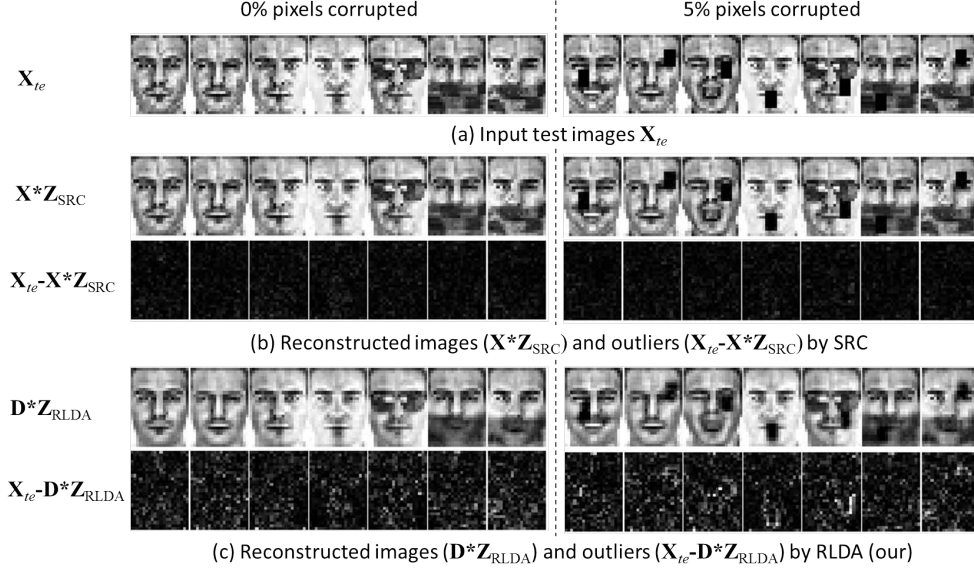 0% pixels corrupted 5% pixels corrupted
X_te
(a) Input test images X_te
X*Z_SRC
X_te-X*Z_SRC
(b) Reconstructed images (X*Z_SRC) and outliers (X_te-X*Z_SRC) by SRC
D*Z_RLDA
X_te-D*Z_RLDA
(c) Reconstructed images (D*Z_RLDA) and outliers (X_te-D*Z_RLDA) by RLDA (our)